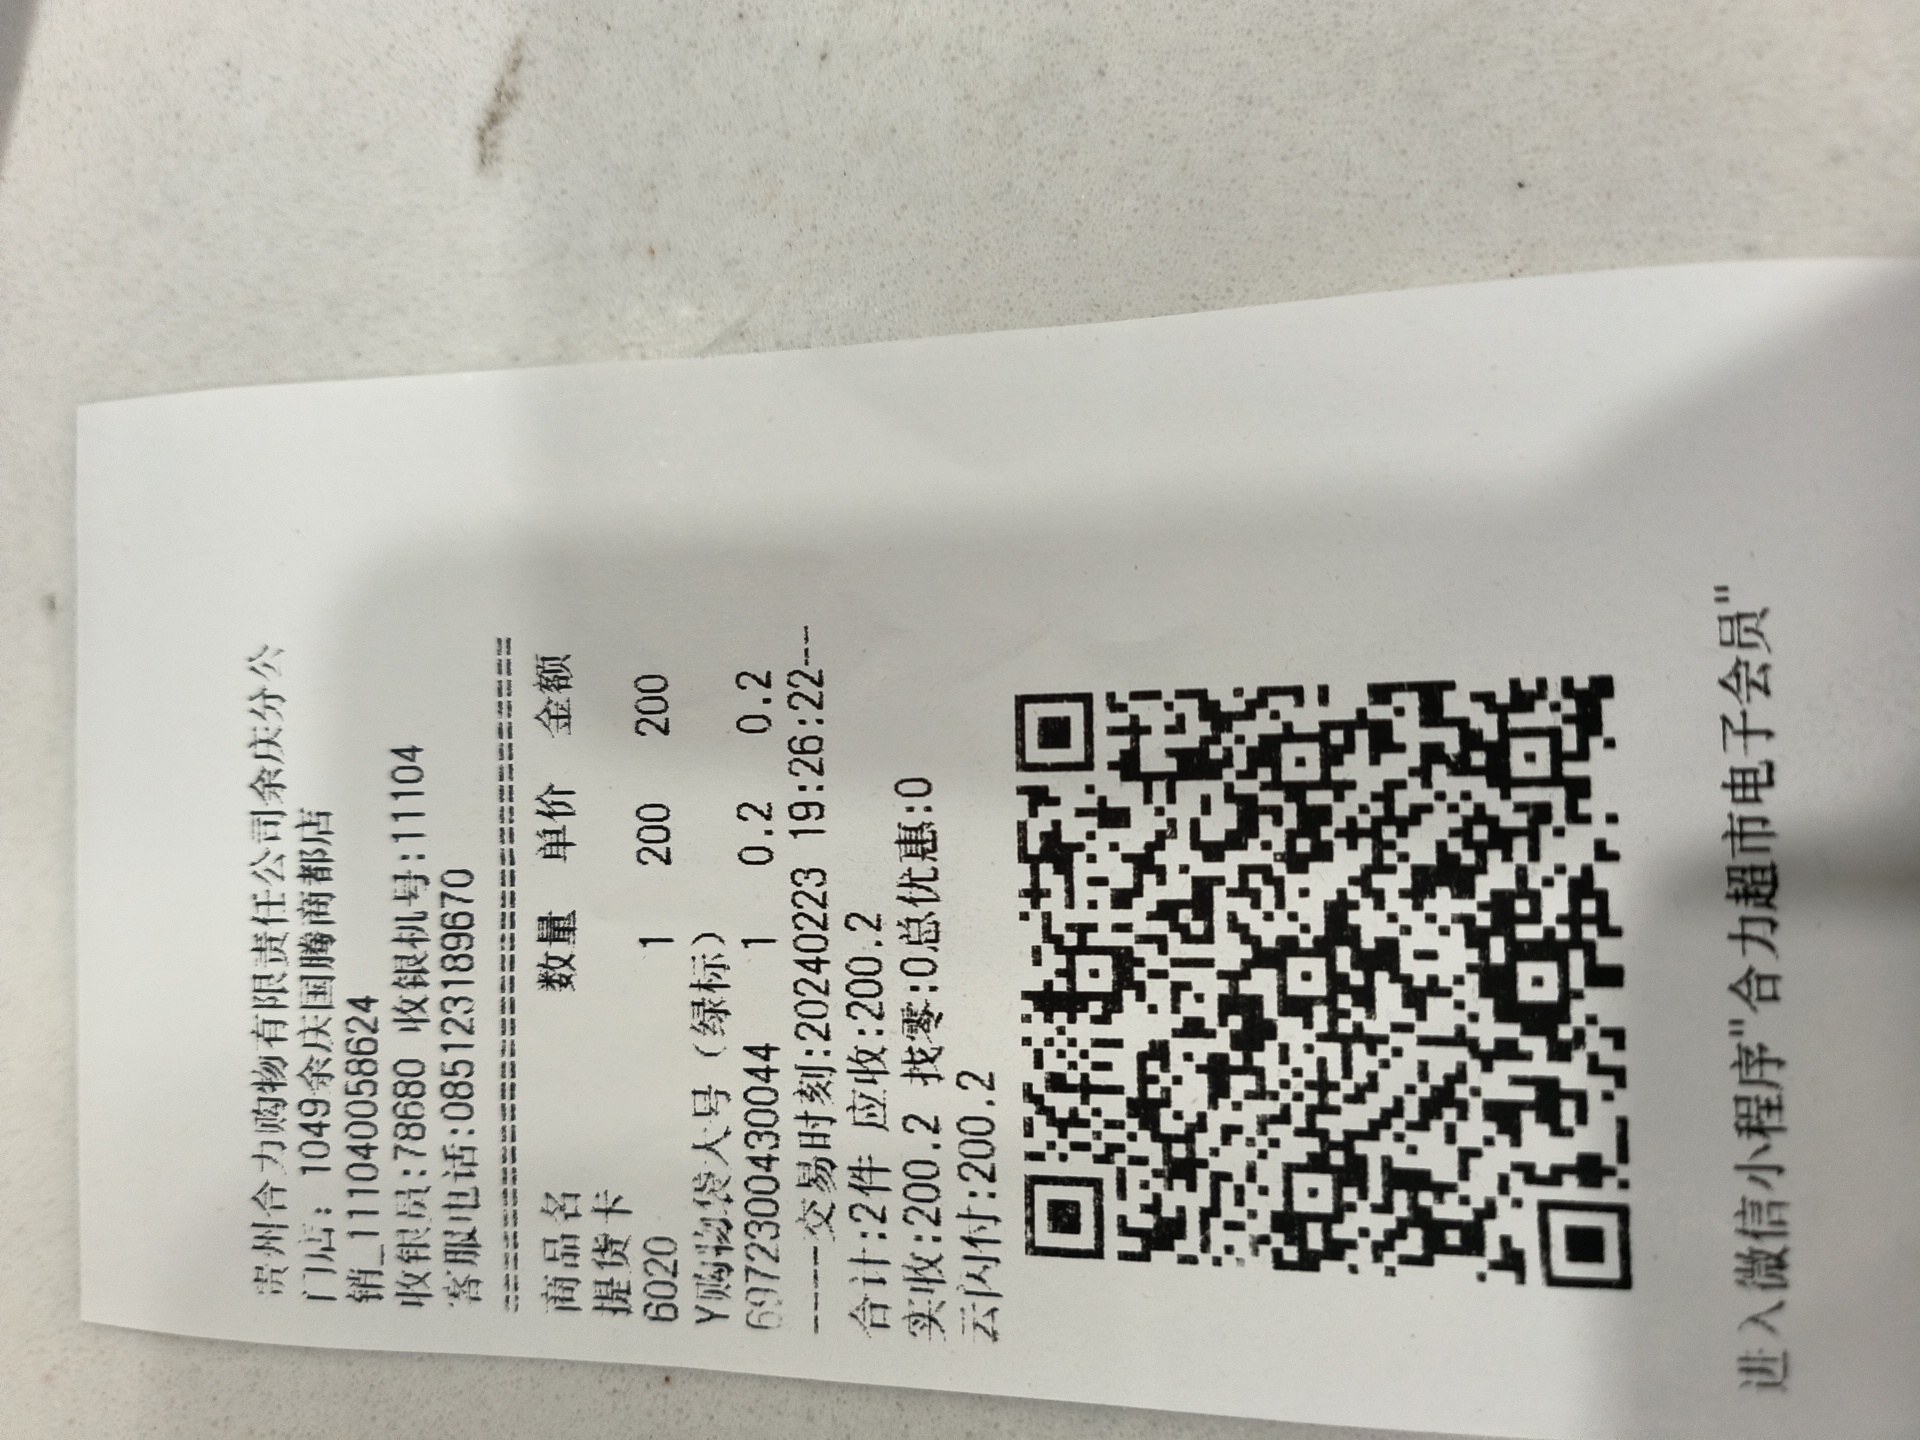 贵州合力购物有限责任公司余庆分公
门店: 1049余庆国腾商都店
销_111040058624
收银员:78680 收银机号:11104
客服电话:085123189670
========================================
商品名 数量 单价 金额
提货卡
6020 1 200 200
Y购物袋大号（绿标）
6972300430044 1 0.2 0.2
-----交易时刻:20240223 19:26:22---
合计:2件 应收:200.2
实收:200.2 找零:0总优惠:0
云闪付:200.2
进入微信小程序"合力超市电子会员"